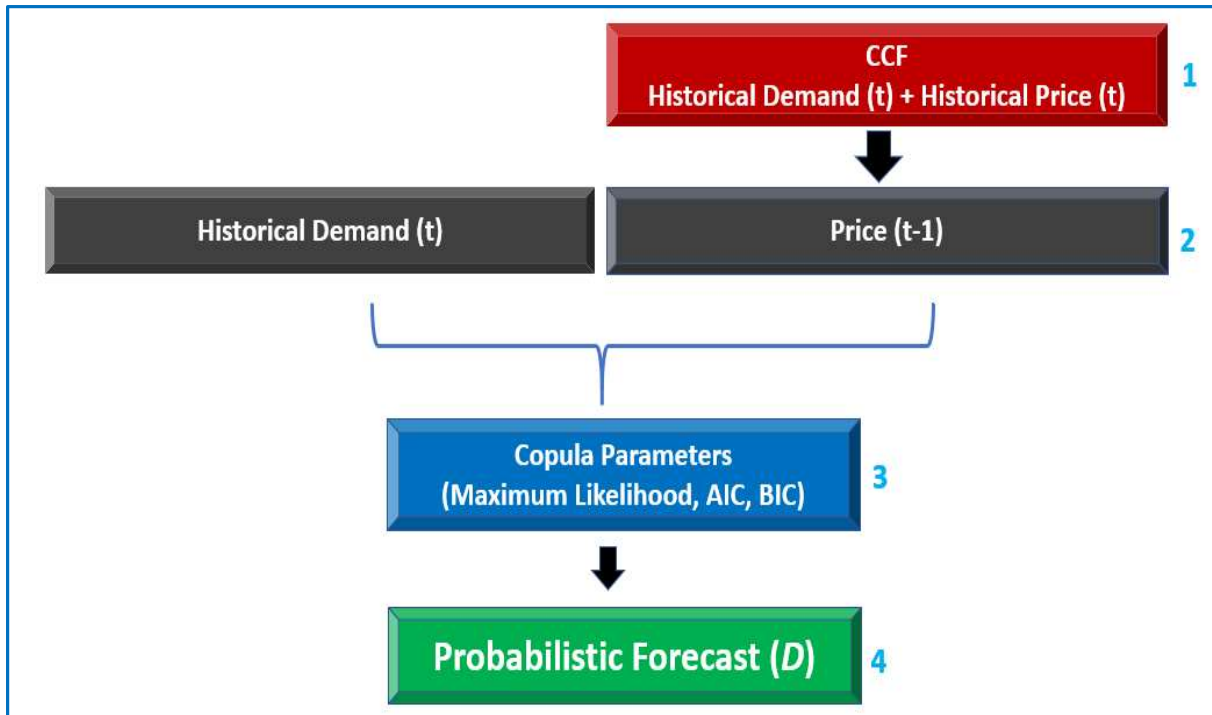 CCF
Historical Demand (t) + Historical Price (t)
1
Historical Demand (t)
Price (t-1)
2
Copula Parameters
(Maximum Likelihood, AIC, BIC)
3
Probabilistic Forecast (D)
4